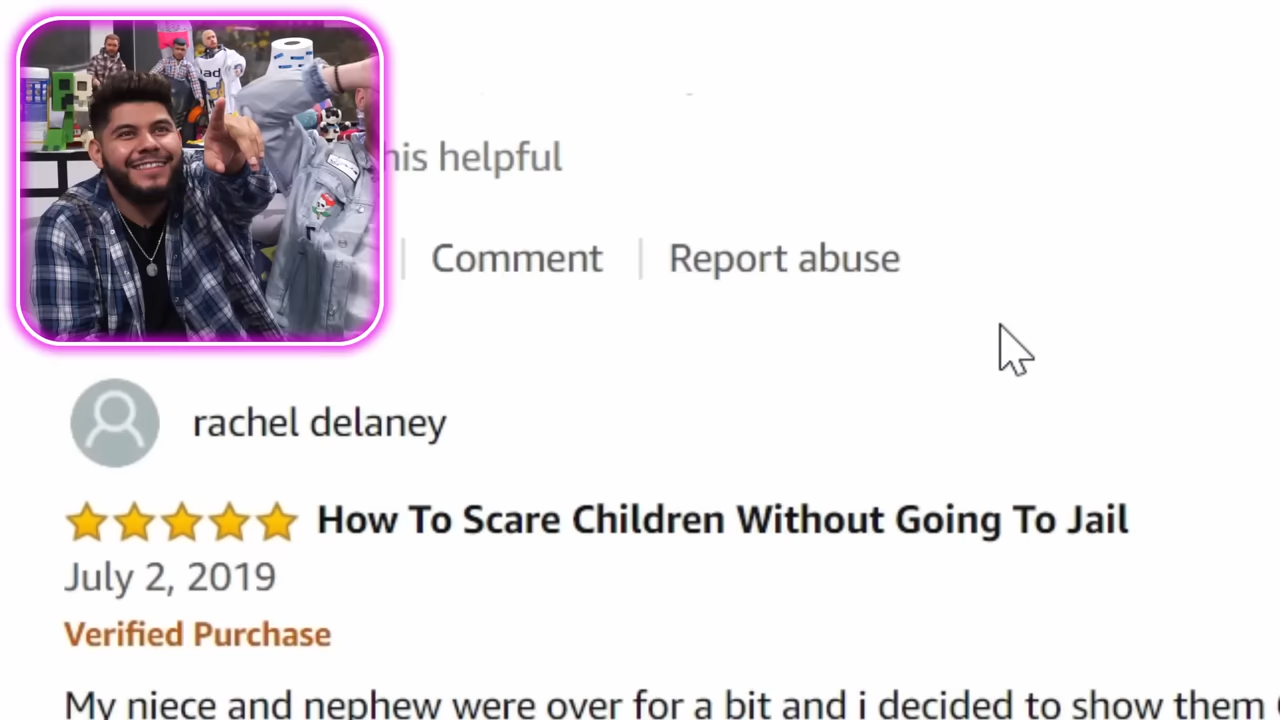 ad
his helpful
Comment | Report abuse
rachel delaney
How To Scare Children Without Going To Jail
July 2, 2019
Verified Purchase
My niece and nephew were over for a bit and i decided to show them